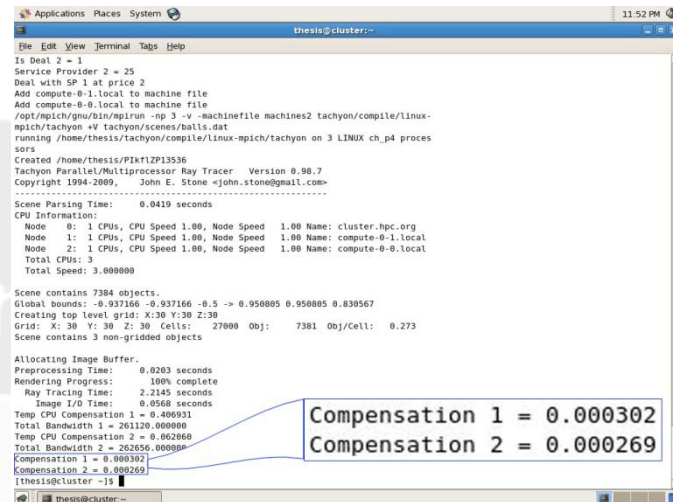 Applications Places System 11:52 PM
thesis@cluster:~
File Edit View Terminal Tabs Help
Is Deal 2 = 1
Service Provider 2 = 25
Deal with SP 1 at price 2
Add compute-0-1.local to machine file
Add compute-0-0.local to machine file
/opt/mpich/gnu/bin/mpirun -np 3 -v -machinefile machines2 tachyon/compile/linux-
mpich/tachyon +V tachyon/scenes/balls.dat
running /home/thesis/tachyon/compile/linux-mpich/tachyon on 3 LINUX ch_p4 proces
sors
Created /home/thesis/PIkflZP13536
Tachyon Parallel/Multiprocessor Ray Tracer Version 0.98.7
Copyright 1994-2009, John E. Stone <john.stone@gmail.com>
------------------------------------------------------------
Scene Parsing Time: 0.0419 seconds
CPU Information:
Node 0: 1 CPUs, CPU Speed 1.00, Node Speed 1.00 Name: cluster.hpc.org
Node 1: 1 CPUs, CPU Speed 1.00, Node Speed 1.00 Name: compute-0-1.local
Node 2: 1 CPUs, CPU Speed 1.00, Node Speed 1.00 Name: compute-0-0.local
Total CPUs: 3
Total Speed: 3.000000
Scene contains 7384 objects.
Global bounds: -0.937166 -0.937166 -0.5 -> 0.950805 0.950805 0.830567
Creating top level grid: X:30 Y:30 Z:30
Grid: X: 30 Y: 30 Z: 30 Cells: 27000 Obj: 7381 Obj/Cell: 0.273
Scene contains 3 non-gridded objects
Allocating Image Buffer.
Preprocessing Time: 0.0203 seconds
Rendering Progress: 100% complete
Ray Tracing Time: 2.2145 seconds
Image I/O Time: 0.0568 seconds
Temp CPU Compensation 1 = 0.406931
Total Bandwidth 1 = 261120.000000
Temp CPU Compensation 2 = 0.062060
Total Bandwidth 2 = 262656.000000
Compensation 1 = 0.000302
Compensation 2 = 0.000269
[thesis@cluster ~]$
Compensation 1 = 0.000302
Compensation 2 = 0.000269
thesis@cluster:~